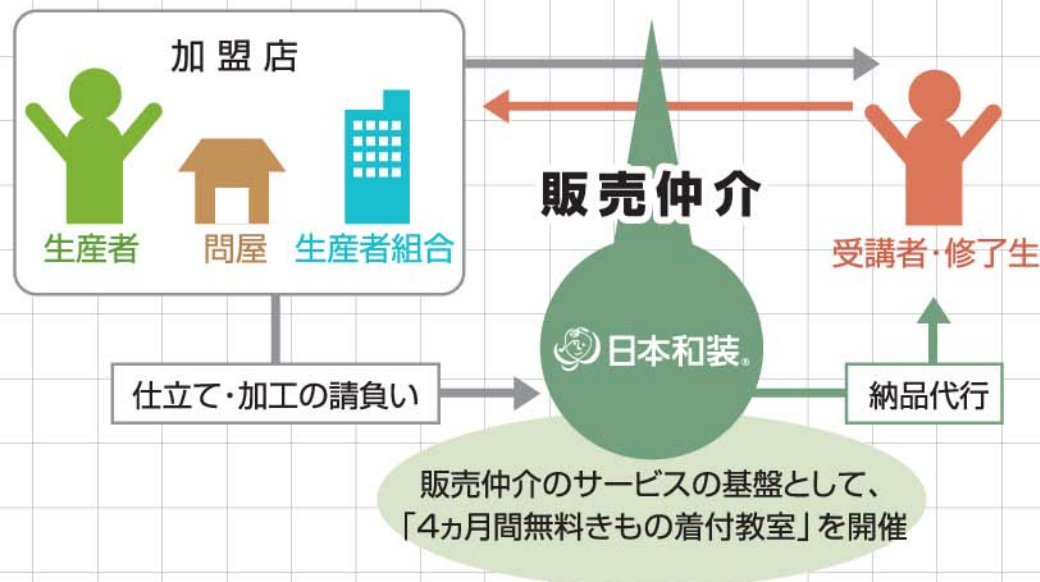 加盟店
生産者
問屋
生産者組合
販売仲介
受講者・修了生
日本和装®
仕立て・加工の請負い
納品代行
販売仲介のサービスの基盤として、
「4ヵ月間無料きもの着付教室」を開催